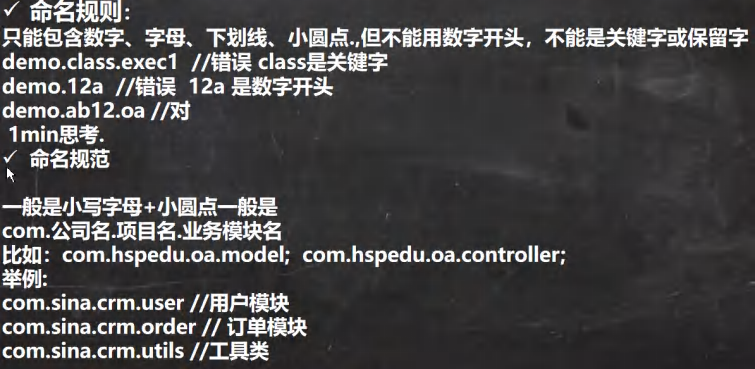 ✓ 命名规则：
只能包含数字、字母、下划线、小圆点.,但不能用数字开头，不能是关键字或保留字
demo.class.exec1 //错误 class是关键字
demo.12a //错误 12a 是数字开头
demo.ab12.oa //对
1min思考.
✓ 命名规范
一般是小写字母+小圆点一般是
com.公司名.项目名.业务模块名
比如：com.hspedu.oa.model; com.hspedu.oa.controller;
举例:
com.sina.crm.user //用户模块
com.sina.crm.order // 订单模块
com.sina.crm.utils //工具类